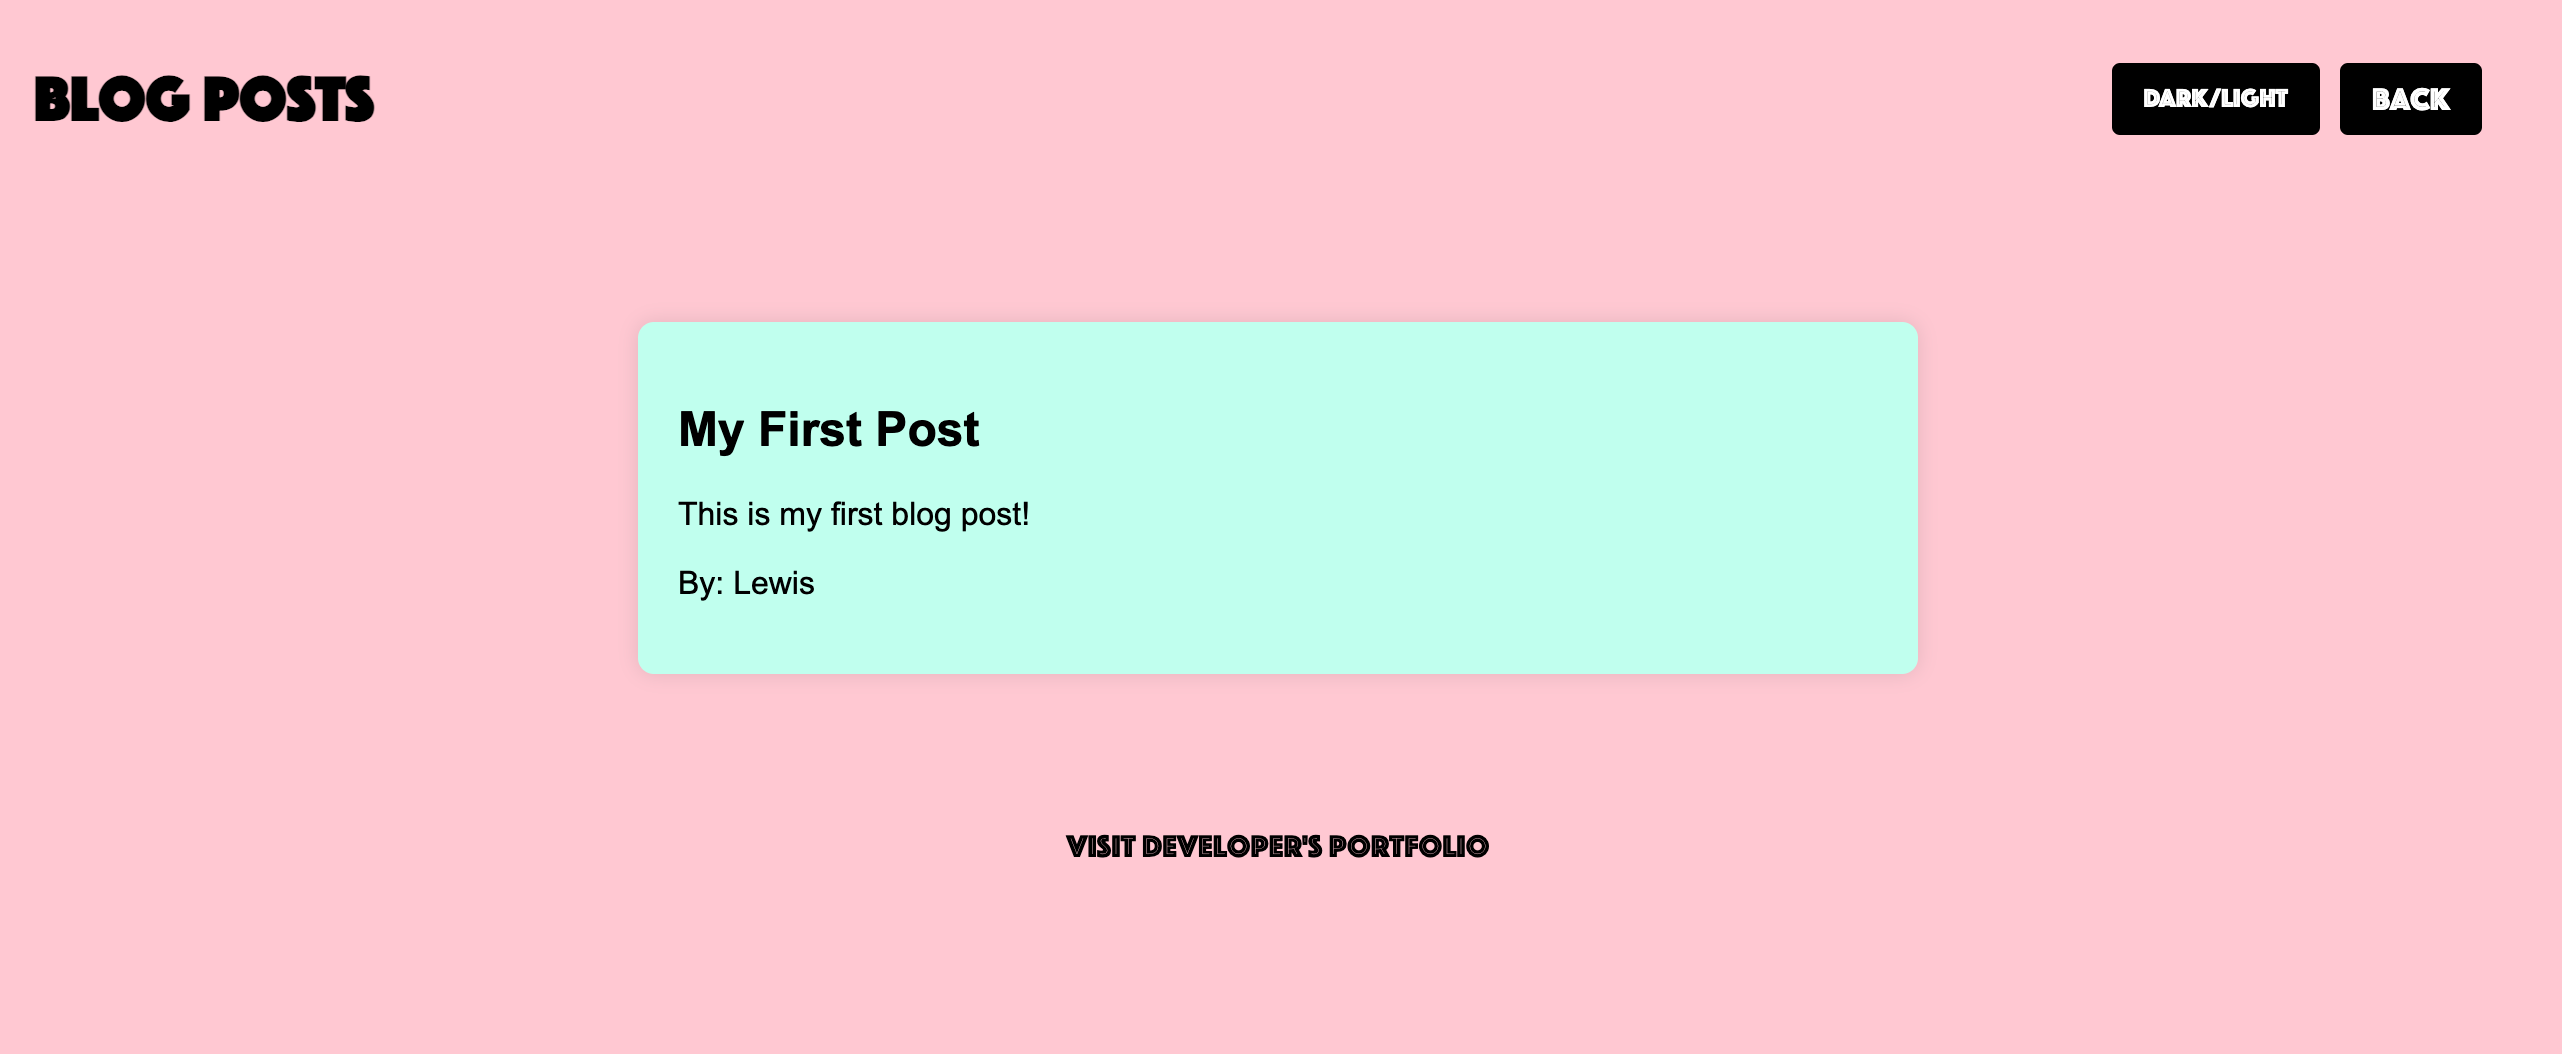 BLOG POSTS
DARK/LIGHT
BACK
My First Post
This is my first blog post!
By: Lewis
VISIT DEVELOPER'S PORTFOLIO